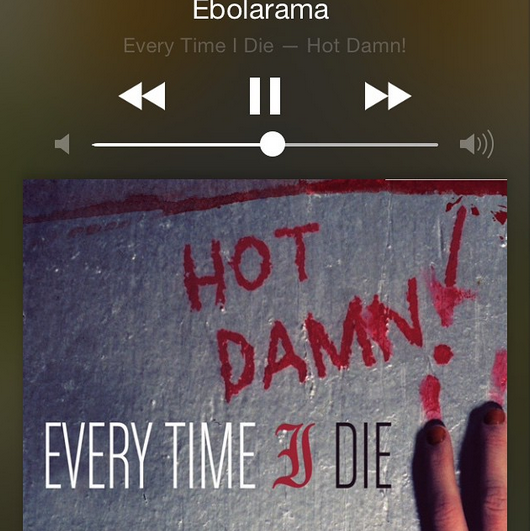 Ebolarama
Every Time I Die — Hot Damn!
HOT
DAMN!
EVERY TIME I DIE